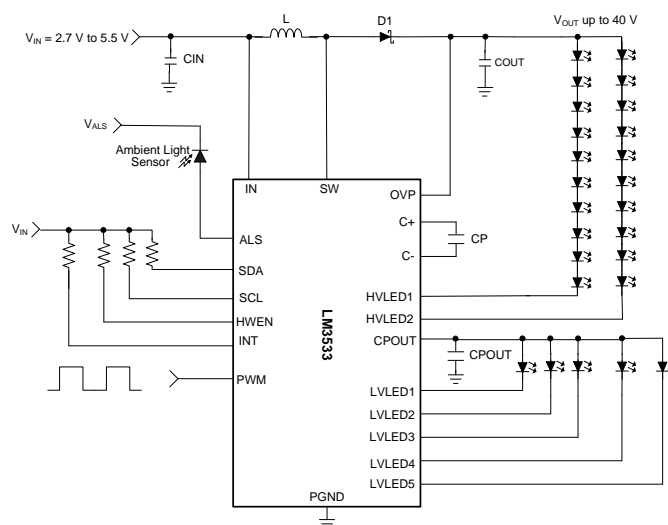 L
D1
VOUT up to 40 V
VIN = 2.7 V to 5.5 V
CIN
COUT
VALS
Ambient Light
Sensor
IN
SW
OVP
C+
CP
C-
VIN
ALS
SDA
SCL
HWEN
INT
PWM
LM3533
HVLED1
HVLED2
CPOUT
CPOUT
LVLED1
LVLED2
LVLED3
LVLED4
LVLED5
PGND